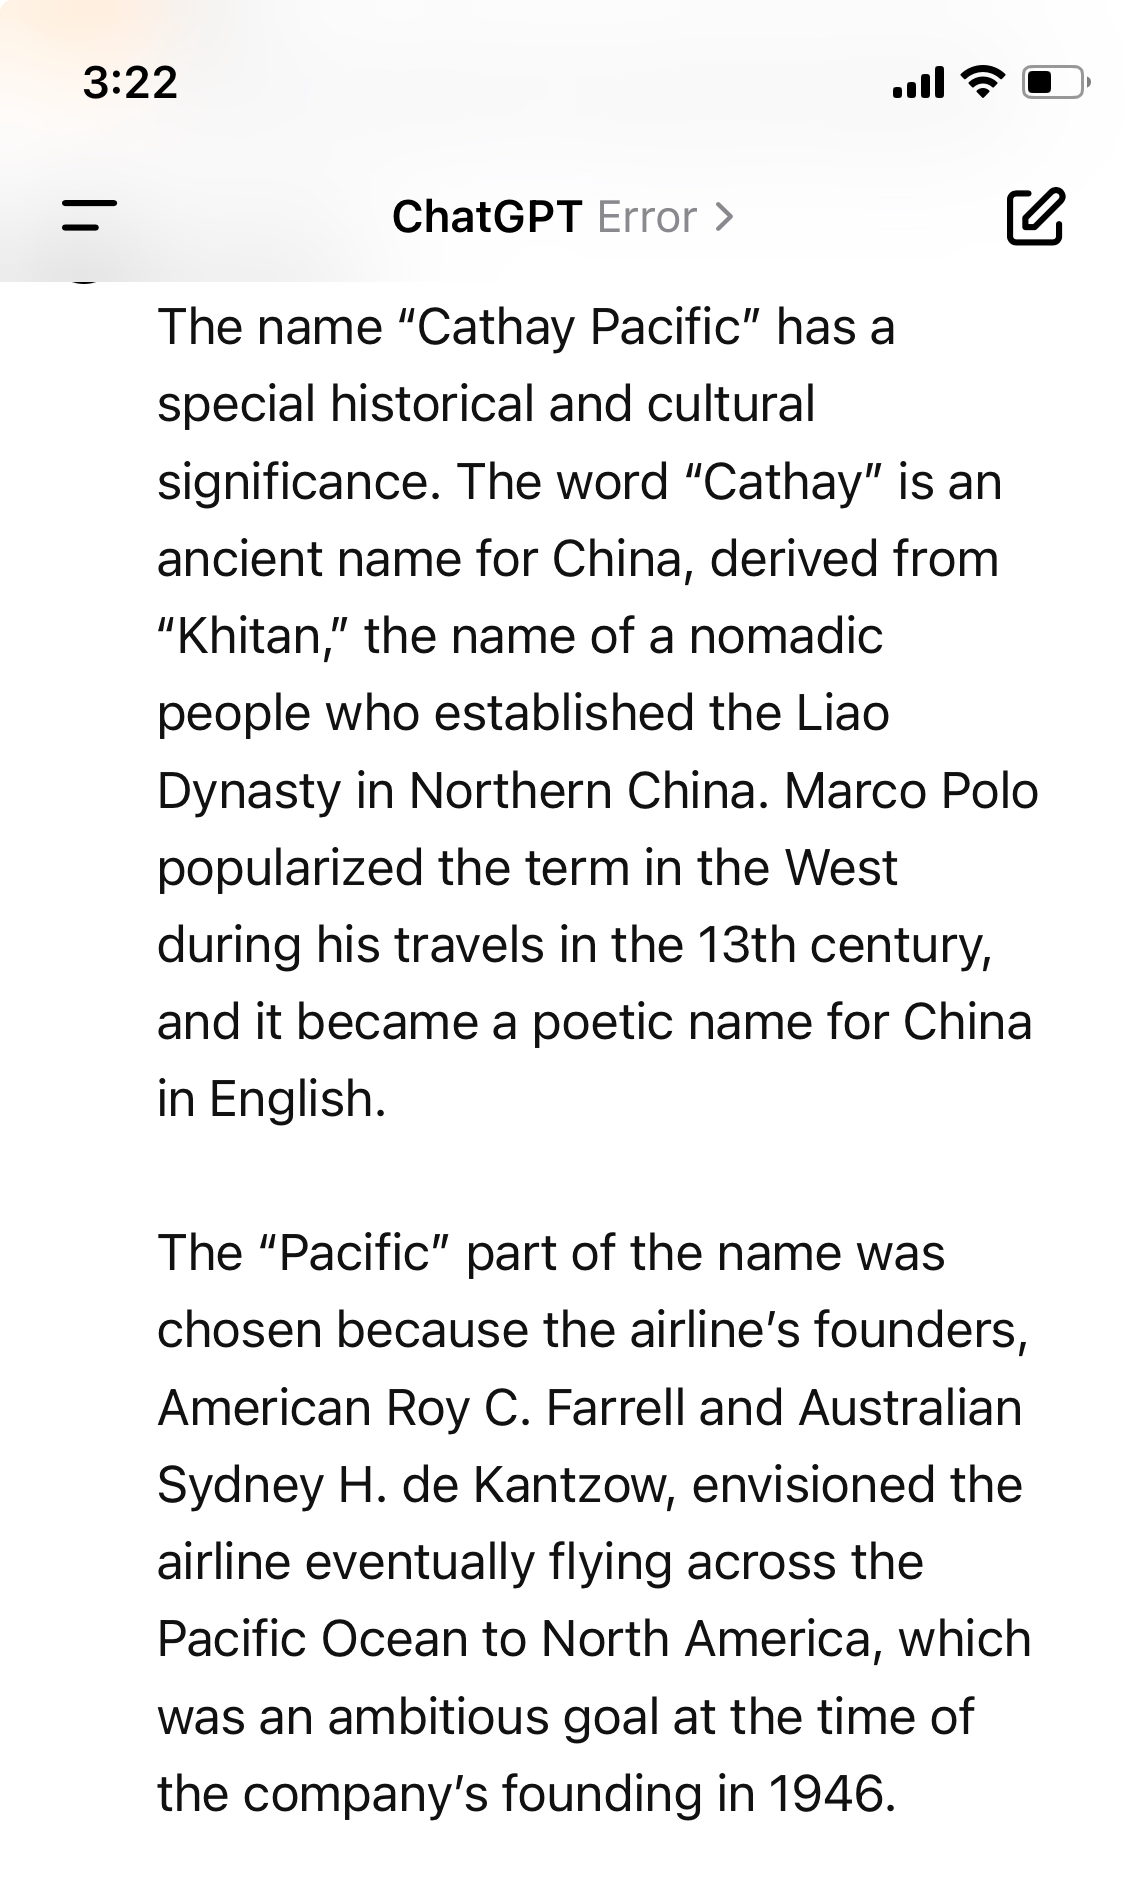 3:22
ChatGPT Error >
The name “Cathay Pacific” has a
special historical and cultural
significance. The word “Cathay” is an
ancient name for China, derived from
“Khitan,” the name of a nomadic
people who established the Liao
Dynasty in Northern China. Marco Polo
popularized the term in the West
during his travels in the 13th century,
and it became a poetic name for China
in English.
The “Pacific” part of the name was
chosen because the airline’s founders,
American Roy C. Farrell and Australian
Sydney H. de Kantzow, envisioned the
airline eventually flying across the
Pacific Ocean to North America, which
was an ambitious goal at the time of
the company’s founding in 1946.